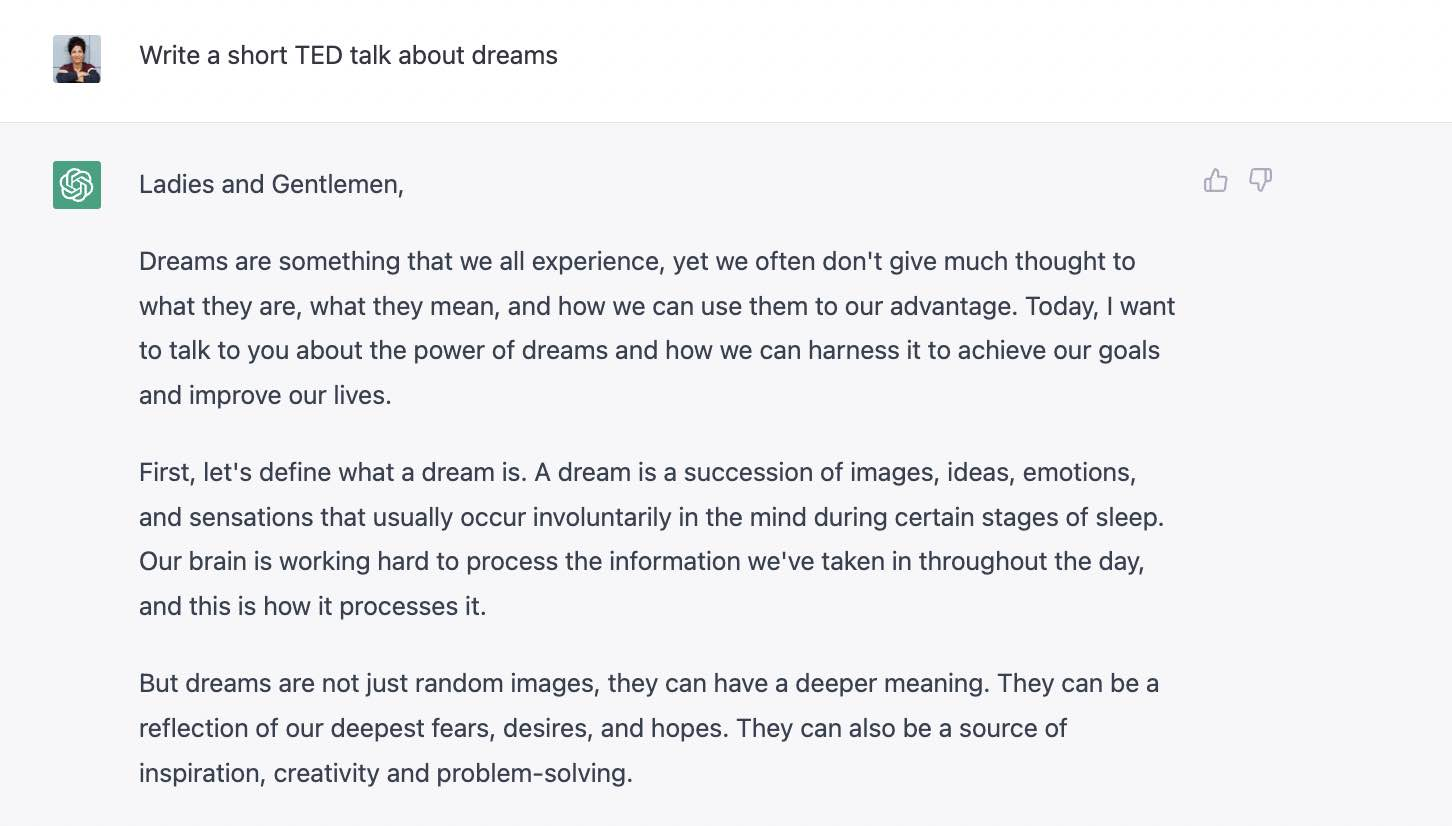 Write a short TED talk about dreams
Ladies and Gentlemen,
Dreams are something that we all experience, yet we often don't give much thought to
what they are, what they mean, and how we can use them to our advantage. Today, I want
to talk to you about the power of dreams and how we can harness it to achieve our goals
and improve our lives.
First, let's define what a dream is. A dream is a succession of images, ideas, emotions,
and sensations that usually occur involuntarily in the mind during certain stages of sleep.
Our brain is working hard to process the information we've taken in throughout the day,
and this is how it processes it.
But dreams are not just random images, they can have a deeper meaning. They can be a
reflection of our deepest fears, desires, and hopes. They can also be a source of
inspiration, creativity and problem-solving.